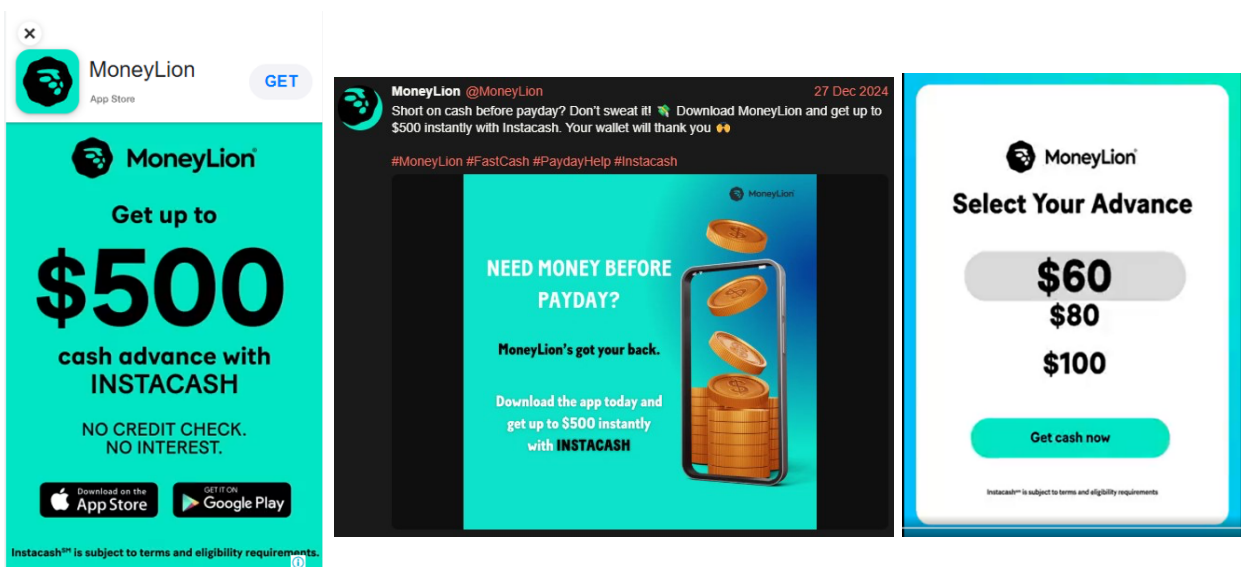 MoneyLion
App Store
GET
MoneyLion
Get up to
$500
cash advance with
INSTACASH
NO CREDIT CHECK.
NO INTEREST.
Download on the
App Store
GET IT ON
Google Play
Instacash℠ is subject to terms and eligibility requirements.
MoneyLion @MoneyLion 27 Dec 2024
Short on cash before payday? Don't sweat it! 💸 Download MoneyLion and get up to
$500 instantly with Instacash. Your wallet will thank you 🙌
#MoneyLion #FastCash #PaydayHelp #Instacash
MoneyLion
NEED MONEY BEFORE
PAYDAY?
MoneyLion's got your back.
Download the app today and
get up to $500 instantly
with INSTACASH
MoneyLion
Select Your Advance
$60
$80
$100
Get cash now
Instacash℠ is subject to terms and eligibility requirements